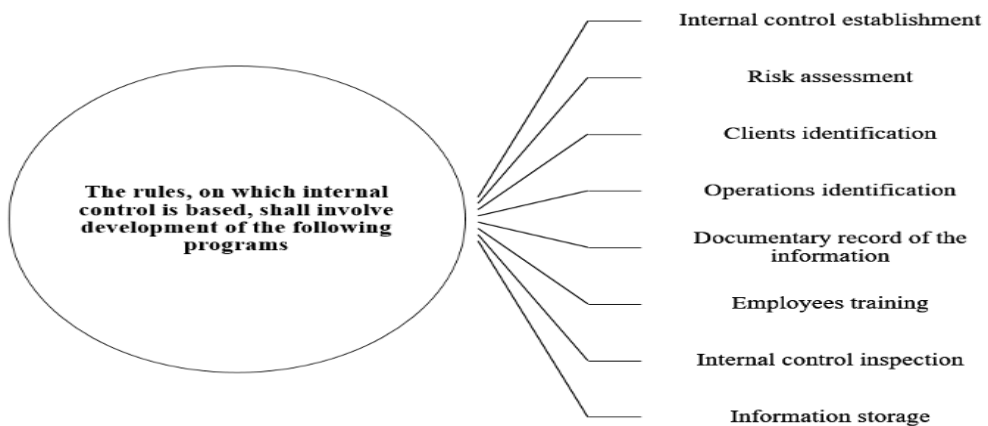 The rules, on which internal
control is based, shall involve
development of the following
programs
Internal control establishment
Risk assessment
Clients identification
Operations identification
Documentary record of the
information
Employees training
Internal control inspection
Information storage